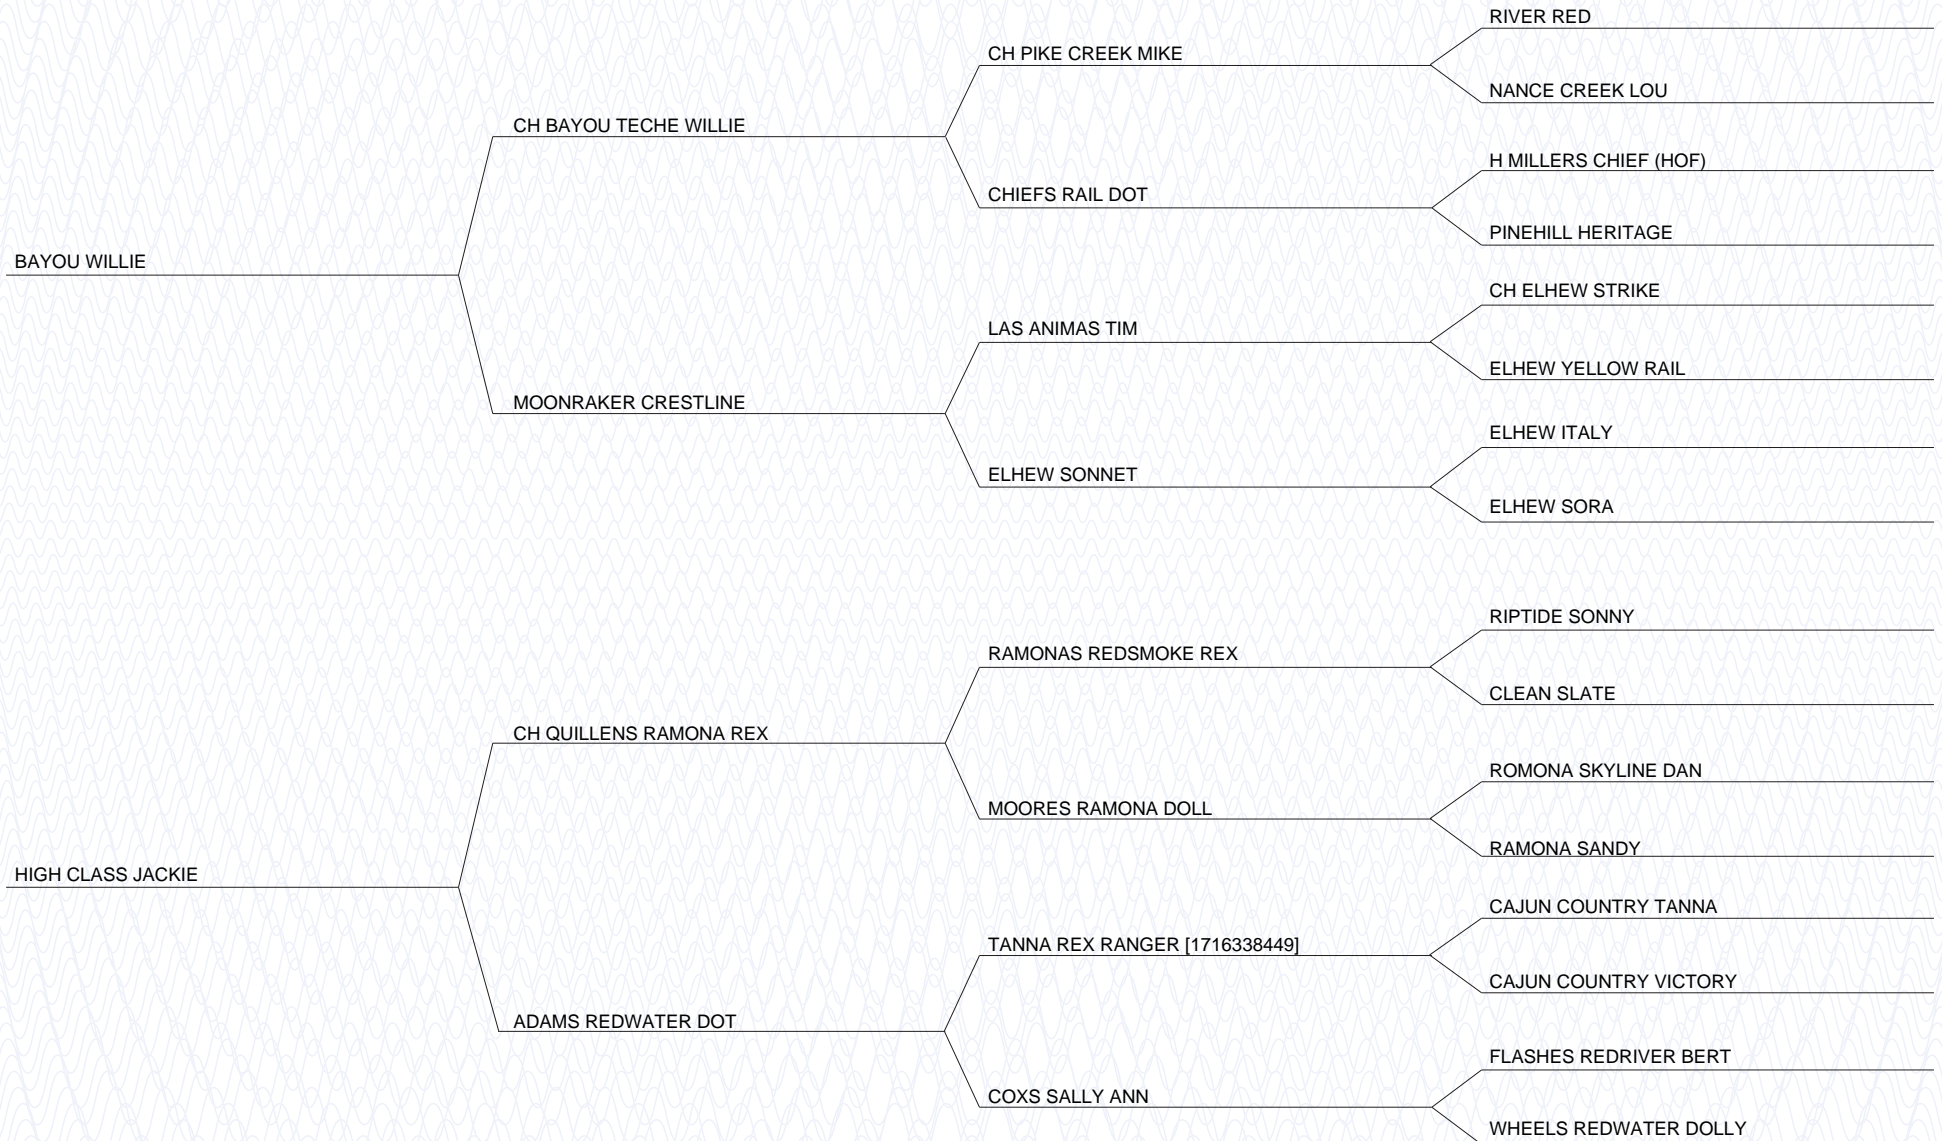 RIVER RED
CH PIKE CREEK MIKE
NANCE CREEK LOU
CH BAYOU TECHE WILLIE
H MILLERS CHIEF (HOF)
CHIEFS RAIL DOT
PINEHILL HERITAGE
BAYOU WILLIE
CH ELHEW STRIKE
LAS ANIMAS TIM
ELHEW YELLOW RAIL
MOONRAKER CRESTLINE
ELHEW ITALY
ELHEW SONNET
ELHEW SORA
RIPTIDE SONNY
RAMONAS REDSMOKE REX
CLEAN SLATE
CH QUILLENS RAMONA REX
ROMONA SKYLINE DAN
MOORES RAMONA DOLL
RAMONA SANDY
HIGH CLASS JACKIE
CAJUN COUNTRY TANNA
TANNA REX RANGER [1716338449]
CAJUN COUNTRY VICTORY
ADAMS REDWATER DOT
FLASHES REDRIVER BERT
COXS SALLY ANN
WHEELS REDWATER DOLLY